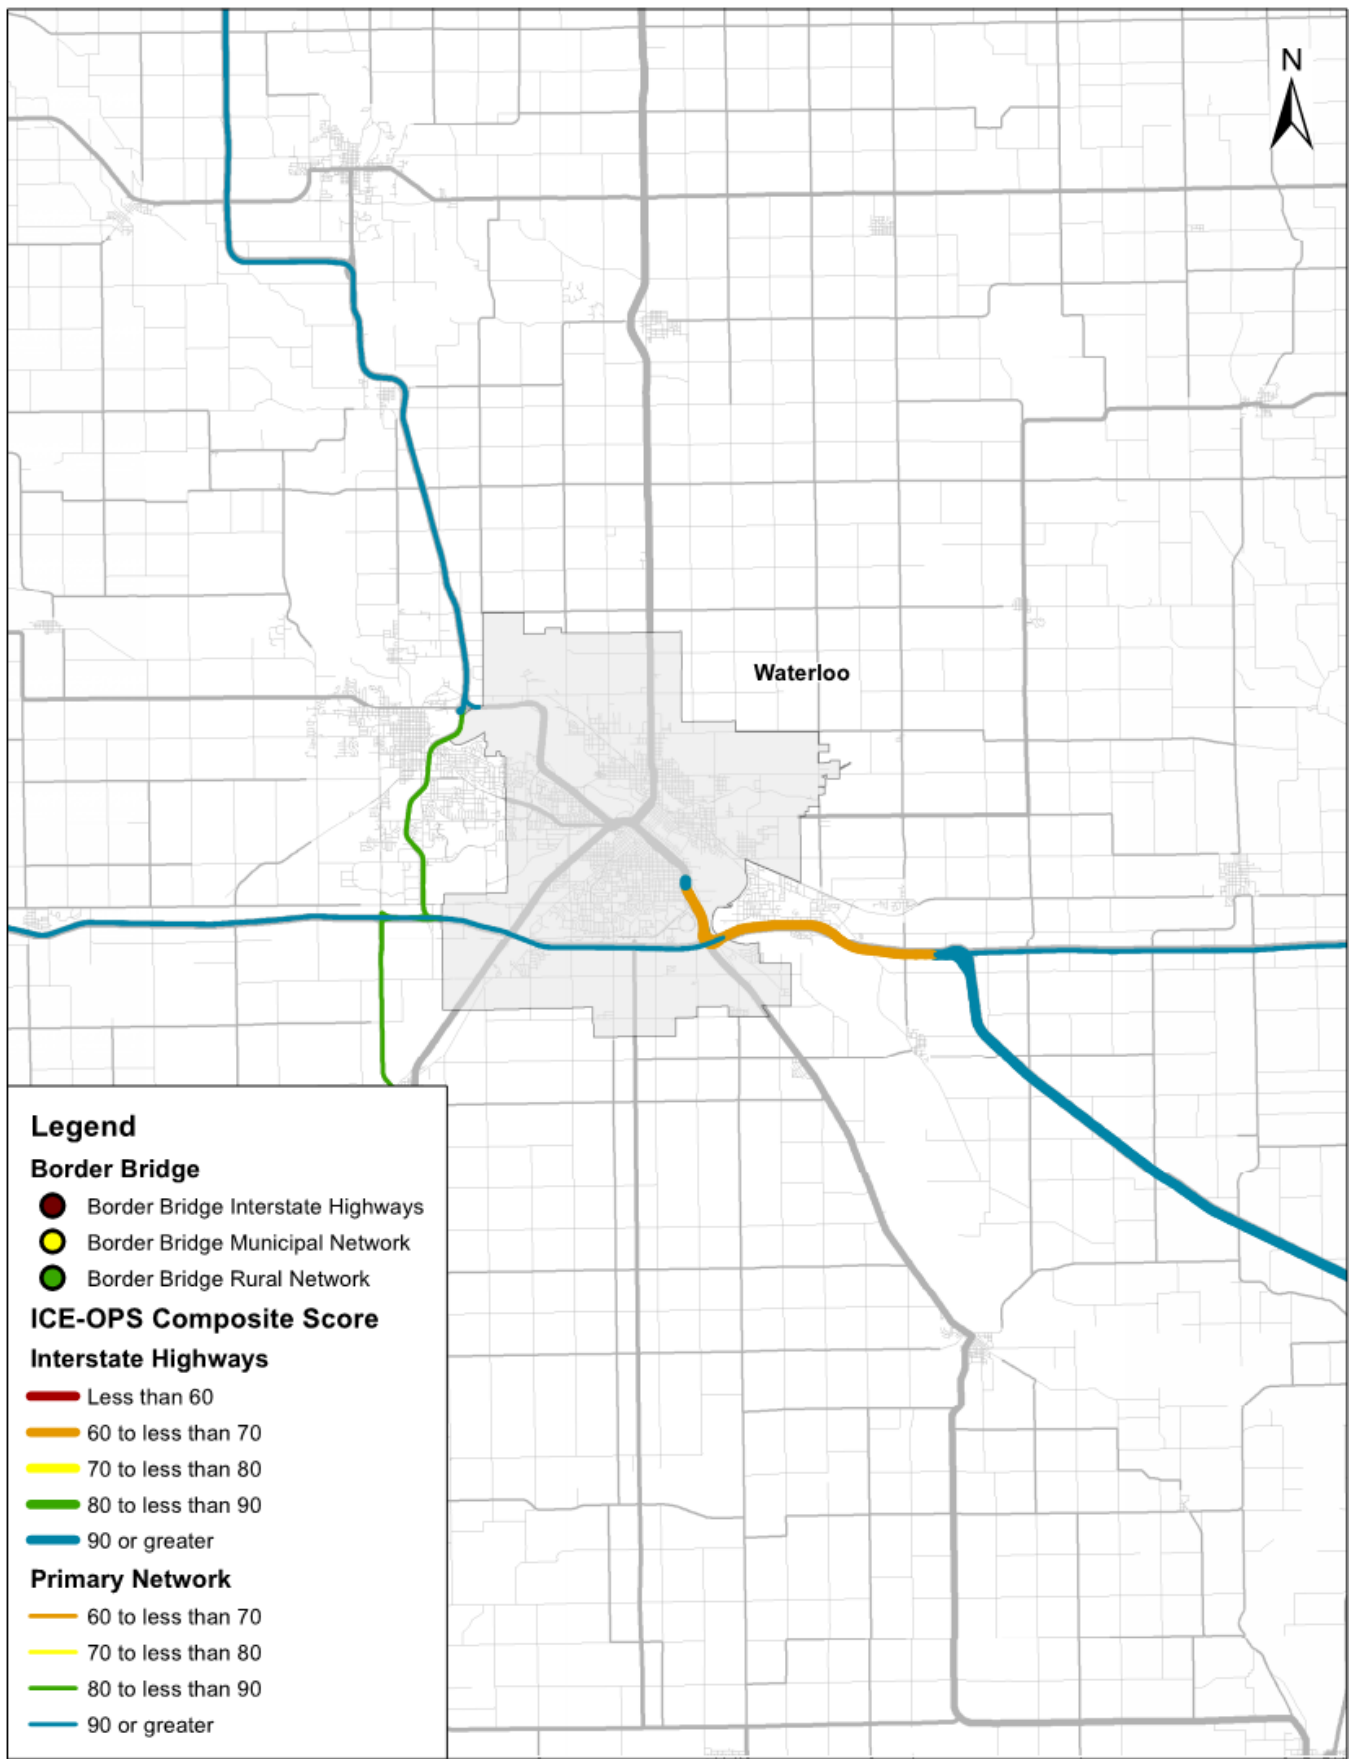 N
Waterloo
Legend
Border Bridge
Border Bridge Interstate Highways
Border Bridge Municipal Network
Border Bridge Rural Network
ICE-OPS Composite Score
Interstate Highways
Less than 60
60 to less than 70
70 to less than 80
80 to less than 90
90 or greater
Primary Network
60 to less than 70
70 to less than 80
80 to less than 90
90 or greater